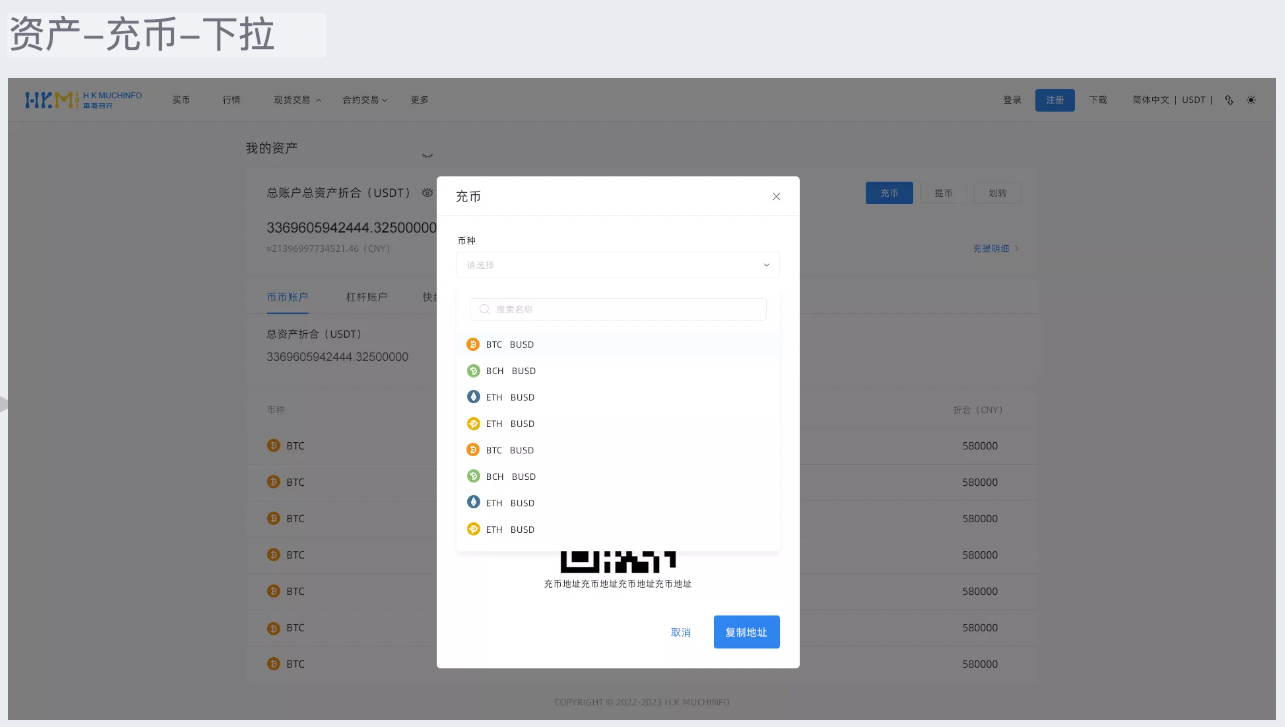 资产–充币–下拉
H.K MUCHINFO
买币 行情 现货交易 合约交易 更多 登录 注册 下载 简体中文 | USDT |
我的资产
总账户总资产折合（USDT） 充币 提币 划转
3369605942444.32500000
≈21396997734521.46（CNY） 充提明细
币币账户 杠杆账户
总资产折合（USDT）
3369605942444.32500000
币种 折合（CNY）
BTC 580000
BTC 580000
BTC 580000
BTC 580000
BTC 580000
BTC 580000
BTC 580000
充币
币种
请选择
搜索名称
BTC BUSD
BCH BUSD
ETH BUSD
ETH BUSD
BTC BUSD
BCH BUSD
ETH BUSD
ETH BUSD
充币地址充币地址充币地址充币地址
取消 复制地址
COPYRIGHT © 2022-2023 H.K MUCHINFO